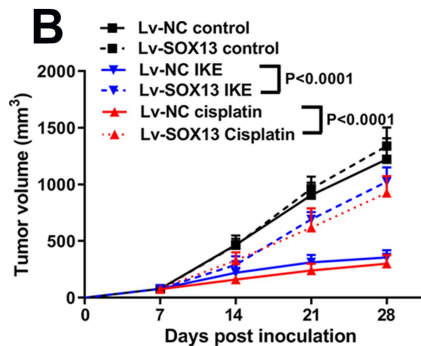 B
Lv-NC control
Lv-SOX13 control
Lv-NC IKE
Lv-SOX13 IKE
P<0.0001
Lv-NC cisplatin
Lv-SOX13 Cisplatin
P<0.0001
Tumor volume (mm³)
2000
1500
1000
500
0
0 7 14 21 28
Days post inoculation